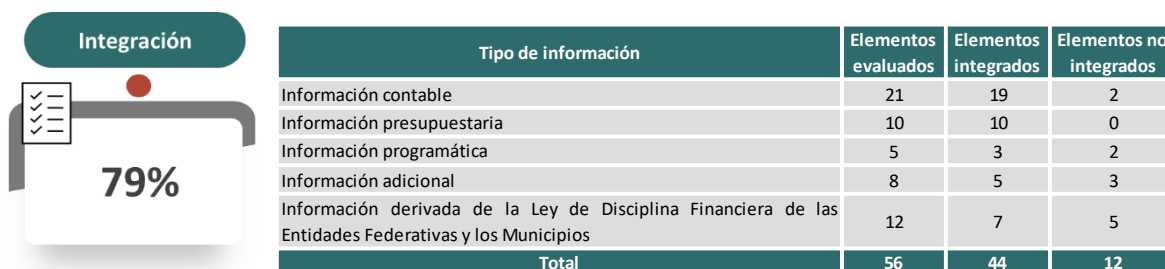 Integración
79%
Tipo de información Elementos evaluados Elementos integrados Elementos no integrados
Información contable 21 19 2
Información presupuestaria 10 10 0
Información programática 5 3 2
Información adicional 8 5 3
Información derivada de la Ley de Disciplina Financiera de las
Entidades Federativas y los Municipios 12 7 5
Total 56 44 12